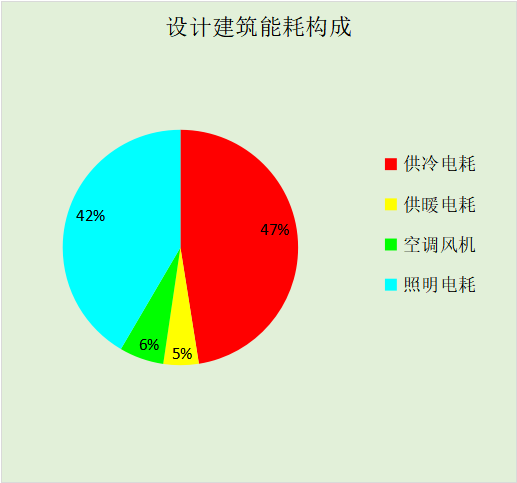 设计建筑能耗构成
供冷电耗
42%
47%
供暖电耗
空调风机
照明电耗
6%
5%